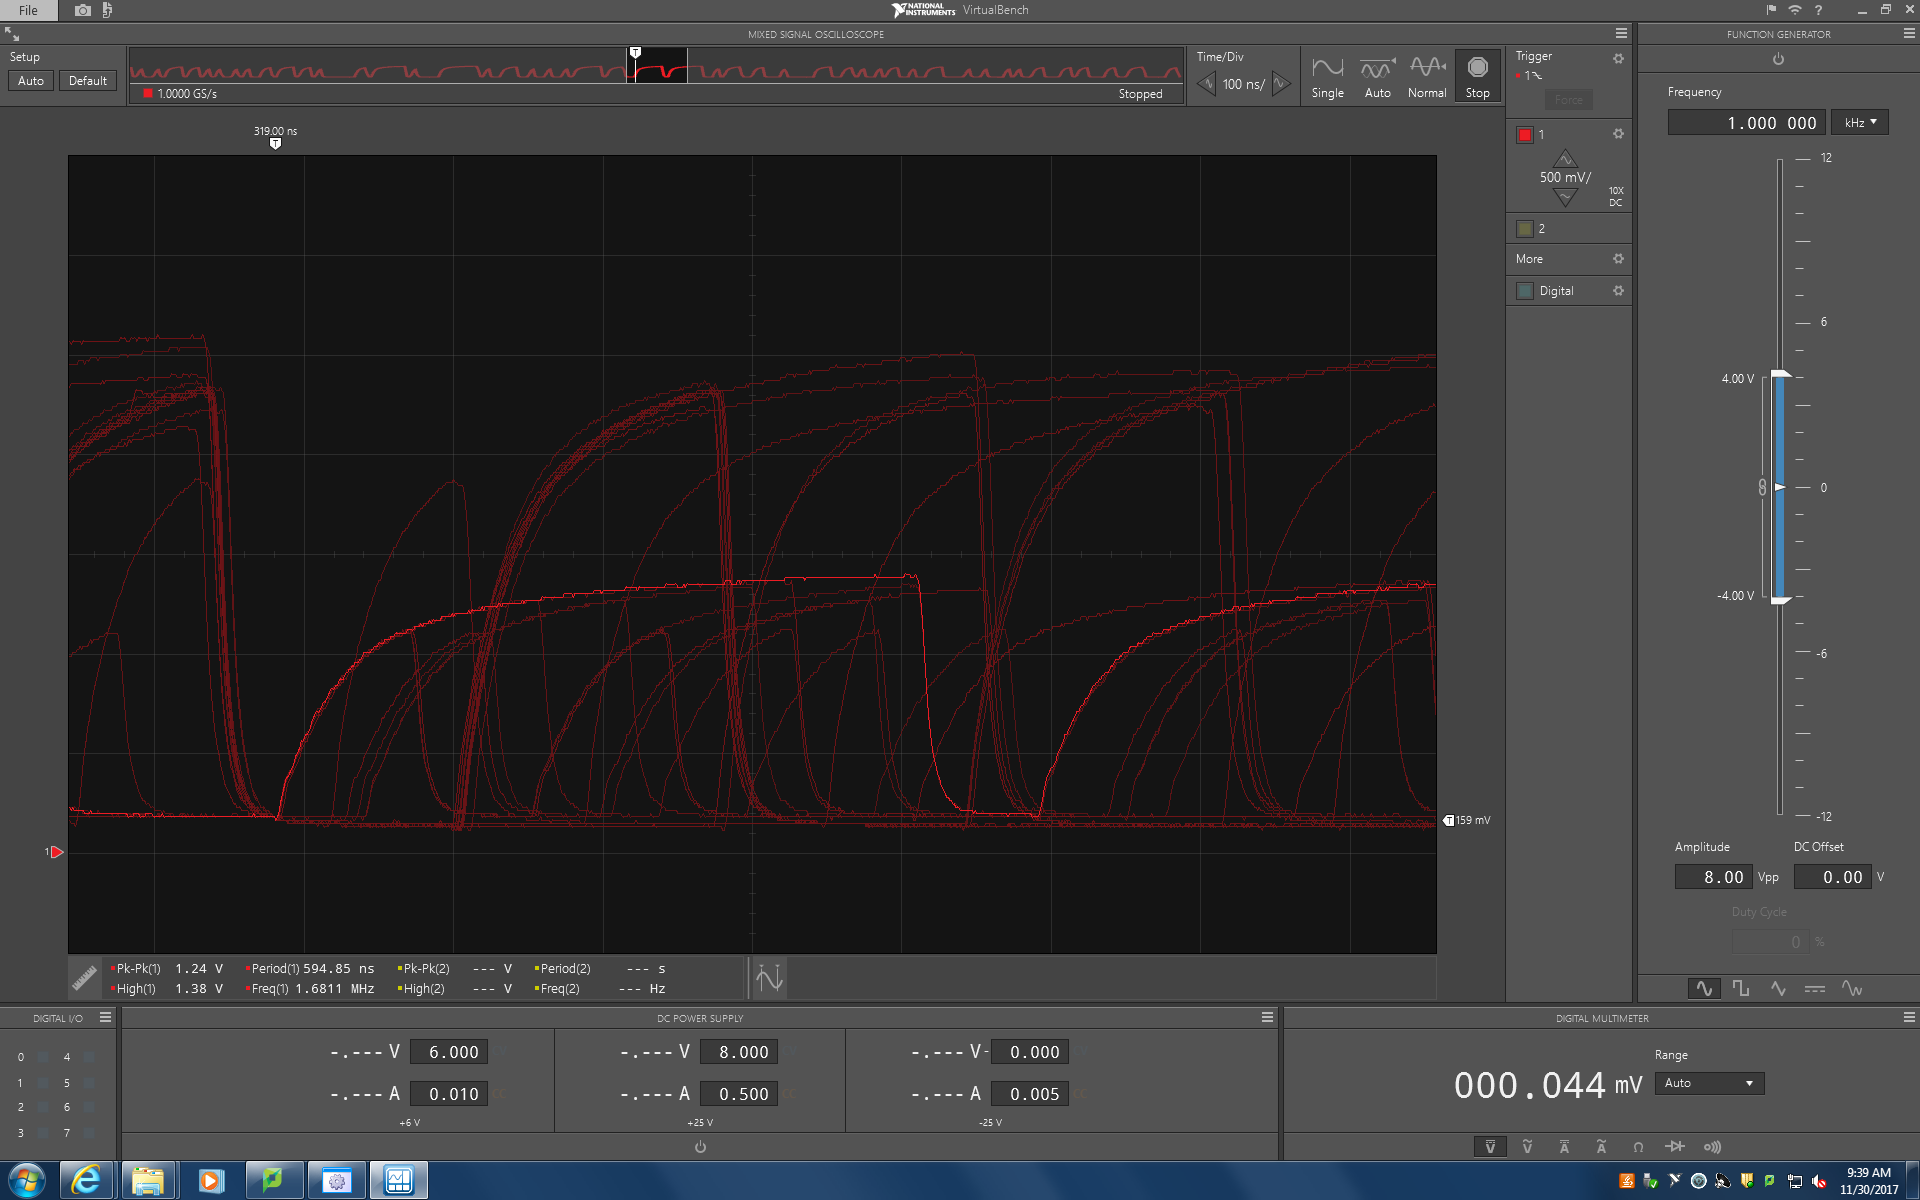 File
NATIONAL INSTRUMENTS VirtualBench
?
MIXED SIGNAL OSCILLOSCOPE
FUNCTION GENERATOR
Setup
Auto Default
T
1.0000 GS/s
Stopped
Time/Div
100 ns/
Single Auto Normal Stop
Trigger
1
Force
1
500 mV/
10X
DC
2
More
Digital
319.00 ns
T
1
T 159 mV
Frequency
1.000 000 kHz
12
6
4.00 V
0
-4.00 V
-6
-12
Amplitude DC Offset
8.00 Vpp 0.00 V
Duty Cycle
0 %
Pk-Pk(1) 1.24 V Period(1) 594.85 ns Pk-Pk(2) --- V Period(2) --- s
High(1) 1.38 V Freq(1) 1.6811 MHz High(2) --- V Freq(2) --- Hz
DIGITAL I/O
0 4
1 5
2 6
3 7
DC POWER SUPPLY
-.--- V 6.000 -.--- V 8.000 -.--- V - 0.000
-.--- A 0.010 -.--- A 0.500 -.--- A 0.005
+6 V +25 V -25 V
DIGITAL MULTIMETER
Range
000.044 mV Auto
V V A A Ω
9:39 AM
11/30/2017